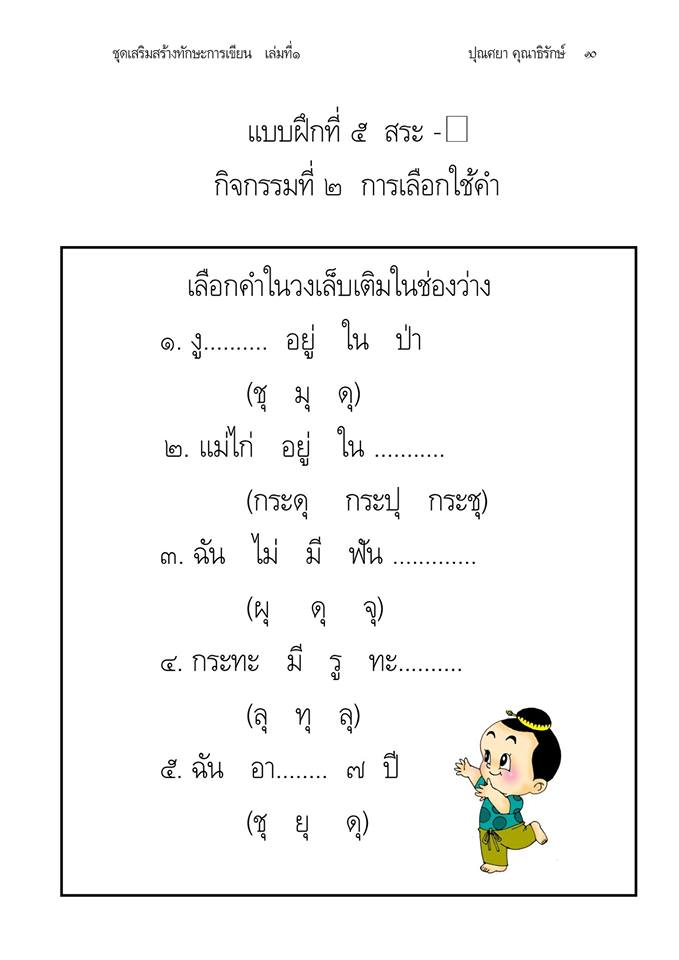 ชุดเสริมสร้างทักษะการเขียน เล่มที่๑ ปุณศยา คุณาธิรักษ์ ๑๐
แบบฝึกที่ ๕ สระ -□
กิจกรรมที่ ๒ การเลือกใช้คำ
เลือกคำในวงเล็บเติมในช่องว่าง
๑. งู.......... อยู่ ใน ป่า
(ชุ มุ ดุ)
๒. แม่ไก่ อยู่ ใน ...........
(กระดุ กระปุ กระชุ)
๓. ฉัน ไม่ มี ฟัน .............
(ผุ ดุ จุ)
๔. กระทะ มี รู ทะ..........
(ลุ ทุ ลุ)
๕. ฉัน อา........ ๗ ปี
(ชุ ยุ ดุ)